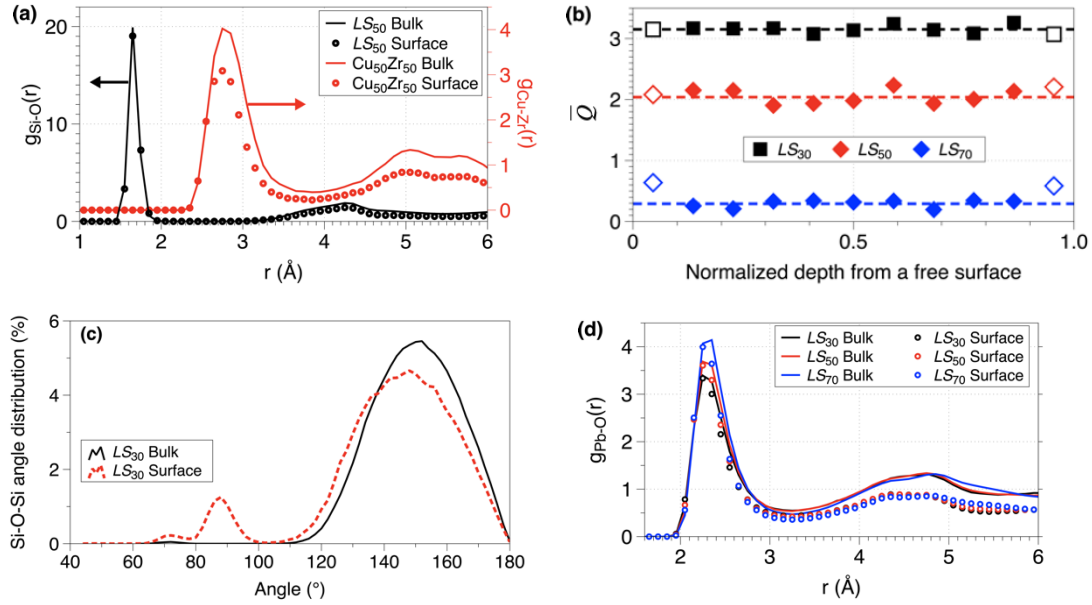 (a)
LS50 Bulk
LS50 Surface
Cu50Zr50 Bulk
Cu50Zr50 Surface
gSi-O(r)
20
10
0
gCu-Zr(r)
4
3
2
1
0
1 2 3 4 5 6
r (Å)
(b)
Q̅
3
2
1
0
LS30 LS50 LS70
0 0.5 1.0
Normalized depth from a free surface
(c)
Si-O-Si angle distribution (%)
6
4
2
0
LS30 Bulk
LS30 Surface
40 60 80 100 120 140 160 180
Angle (°)
(d)
LS30 Bulk LS30 Surface
LS50 Bulk LS50 Surface
LS70 Bulk LS70 Surface
gPb-O(r)
4
3
2
1
0
2 3 4 5 6
r (Å)